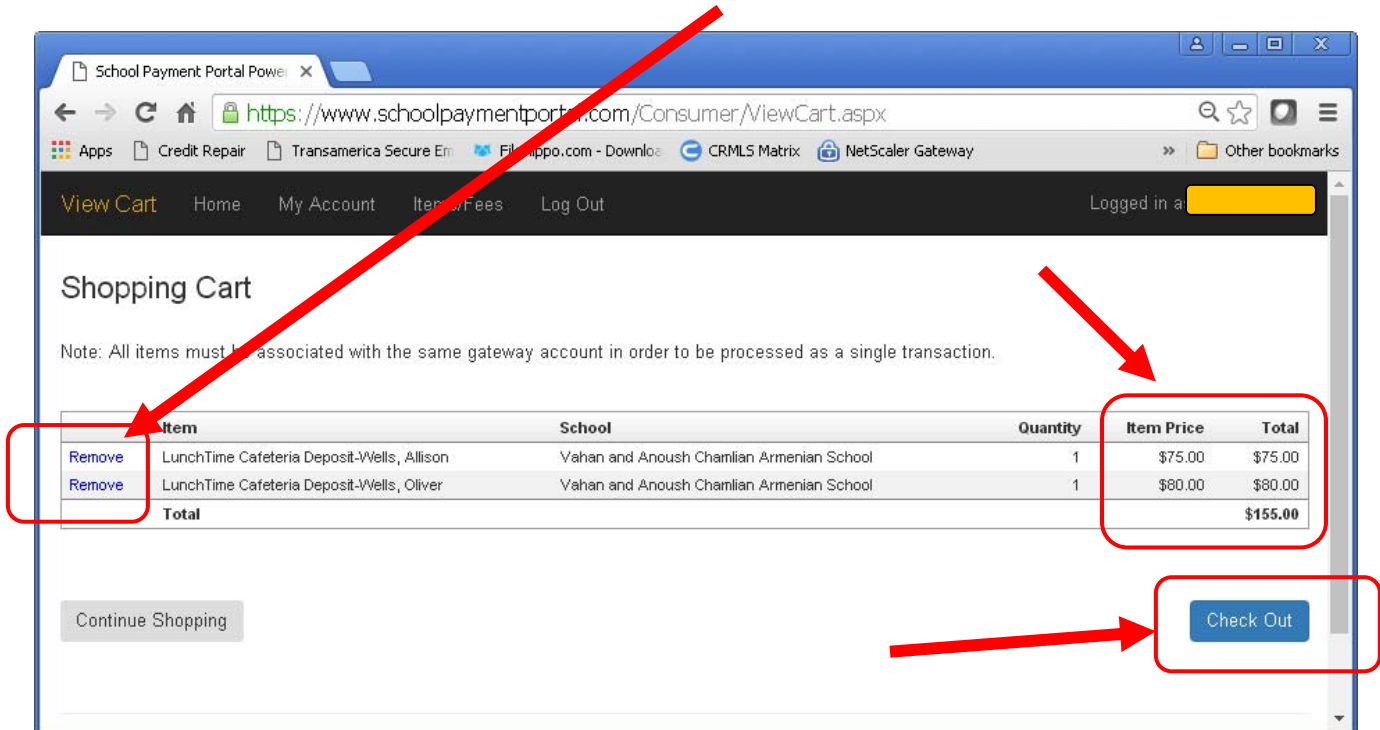 School Payment Portal Powe
https://www.schoolpaymentportal.com/Consumer/ViewCart.aspx
Apps Credit Repair Transamerica Secure Em - Downloa CRMLS Matrix NetScaler Gateway » Other bookmarks
View Cart Home My Account Items/Fees Log Out Logged in a
Shopping Cart
Note: All items must be associated with the same gateway account in order to be processed as a single transaction.
Item School Quantity Item Price Total
Remove LunchTime Cafeteria Deposit-Wells, Allison Vahan and Anoush Chamlian Armenian School 1 $75.00 $75.00
Remove LunchTime Cafeteria Deposit-Wells, Oliver Vahan and Anoush Chamlian Armenian School 1 $80.00 $80.00
Total $155.00
Continue Shopping Check Out